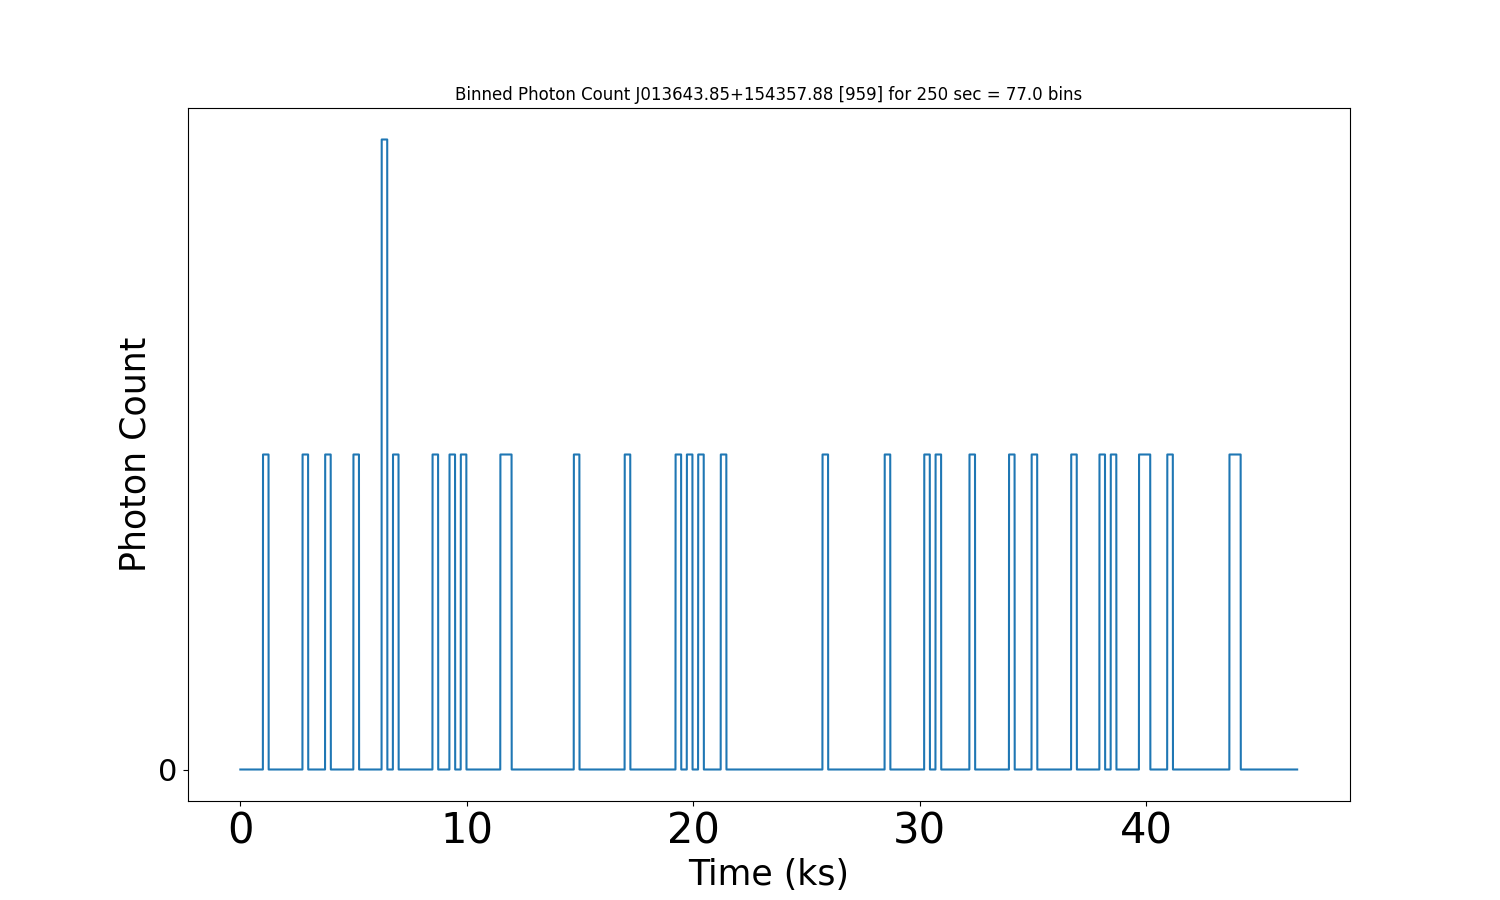 Binned Photon Count J013643.85+154357.88 [959] for 250 sec = 77.0 bins
Photon Count
0
0 10 20 30 40
Time (ks)